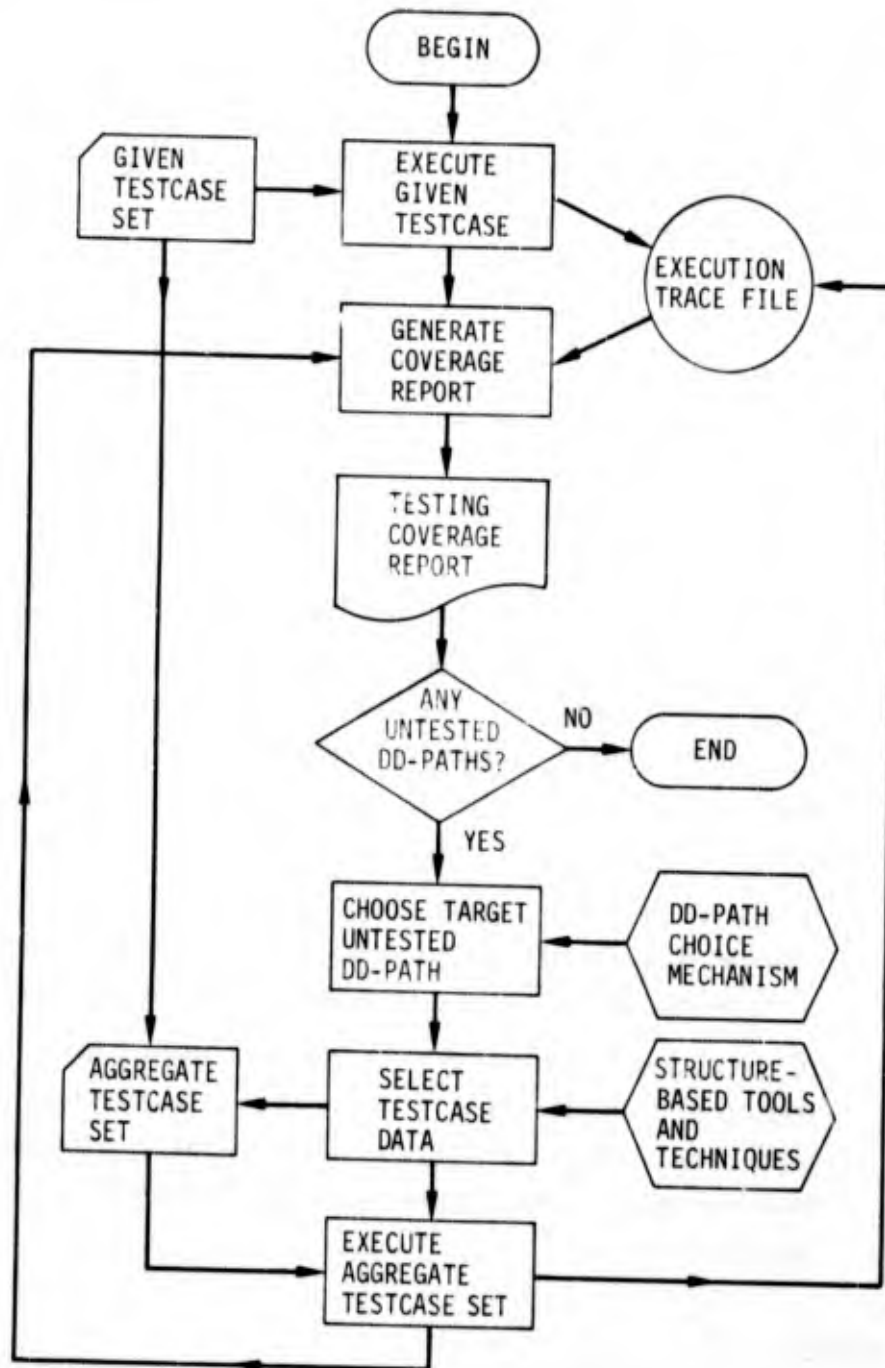 BEGIN
GIVEN
TESTCASE
SET
EXECUTE
GIVEN
TESTCASE
EXECUTION
TRACE FILE
GENERATE
COVERAGE
REPORT
TESTING
COVERAGE
REPORT
ANY
UNTESTED
DD-PATHS?
NO
END
YES
CHOOSE TARGET
UNTESTED
DD-PATH
DD-PATH
CHOICE
MECHANISM
AGGREGATE
TESTCASE
SET
SELECT
TESTCASE
DATA
STRUCTURE-
BASED TOOLS
AND
TECHNIQUES
EXECUTE
AGGREGATE
TESTCASE SET